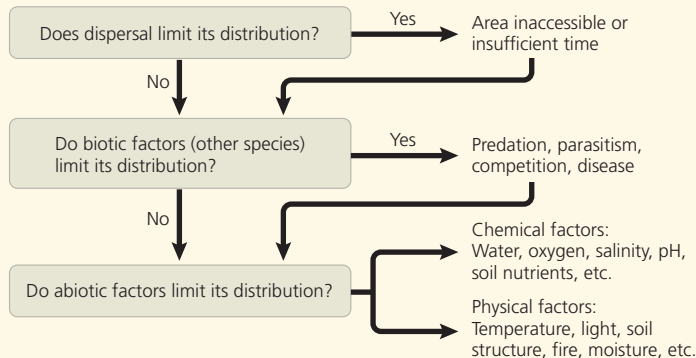 Does dispersal limit its distribution?
Yes
Area inaccessible or
insufficient time
No
Do biotic factors (other species)
limit its distribution?
Yes
Predation, parasitism,
competition, disease
No
Do abiotic factors limit its distribution?
Chemical factors:
Water, oxygen, salinity, pH,
soil nutrients, etc.
Physical factors:
Temperature, light, soil
structure, fire, moisture, etc.